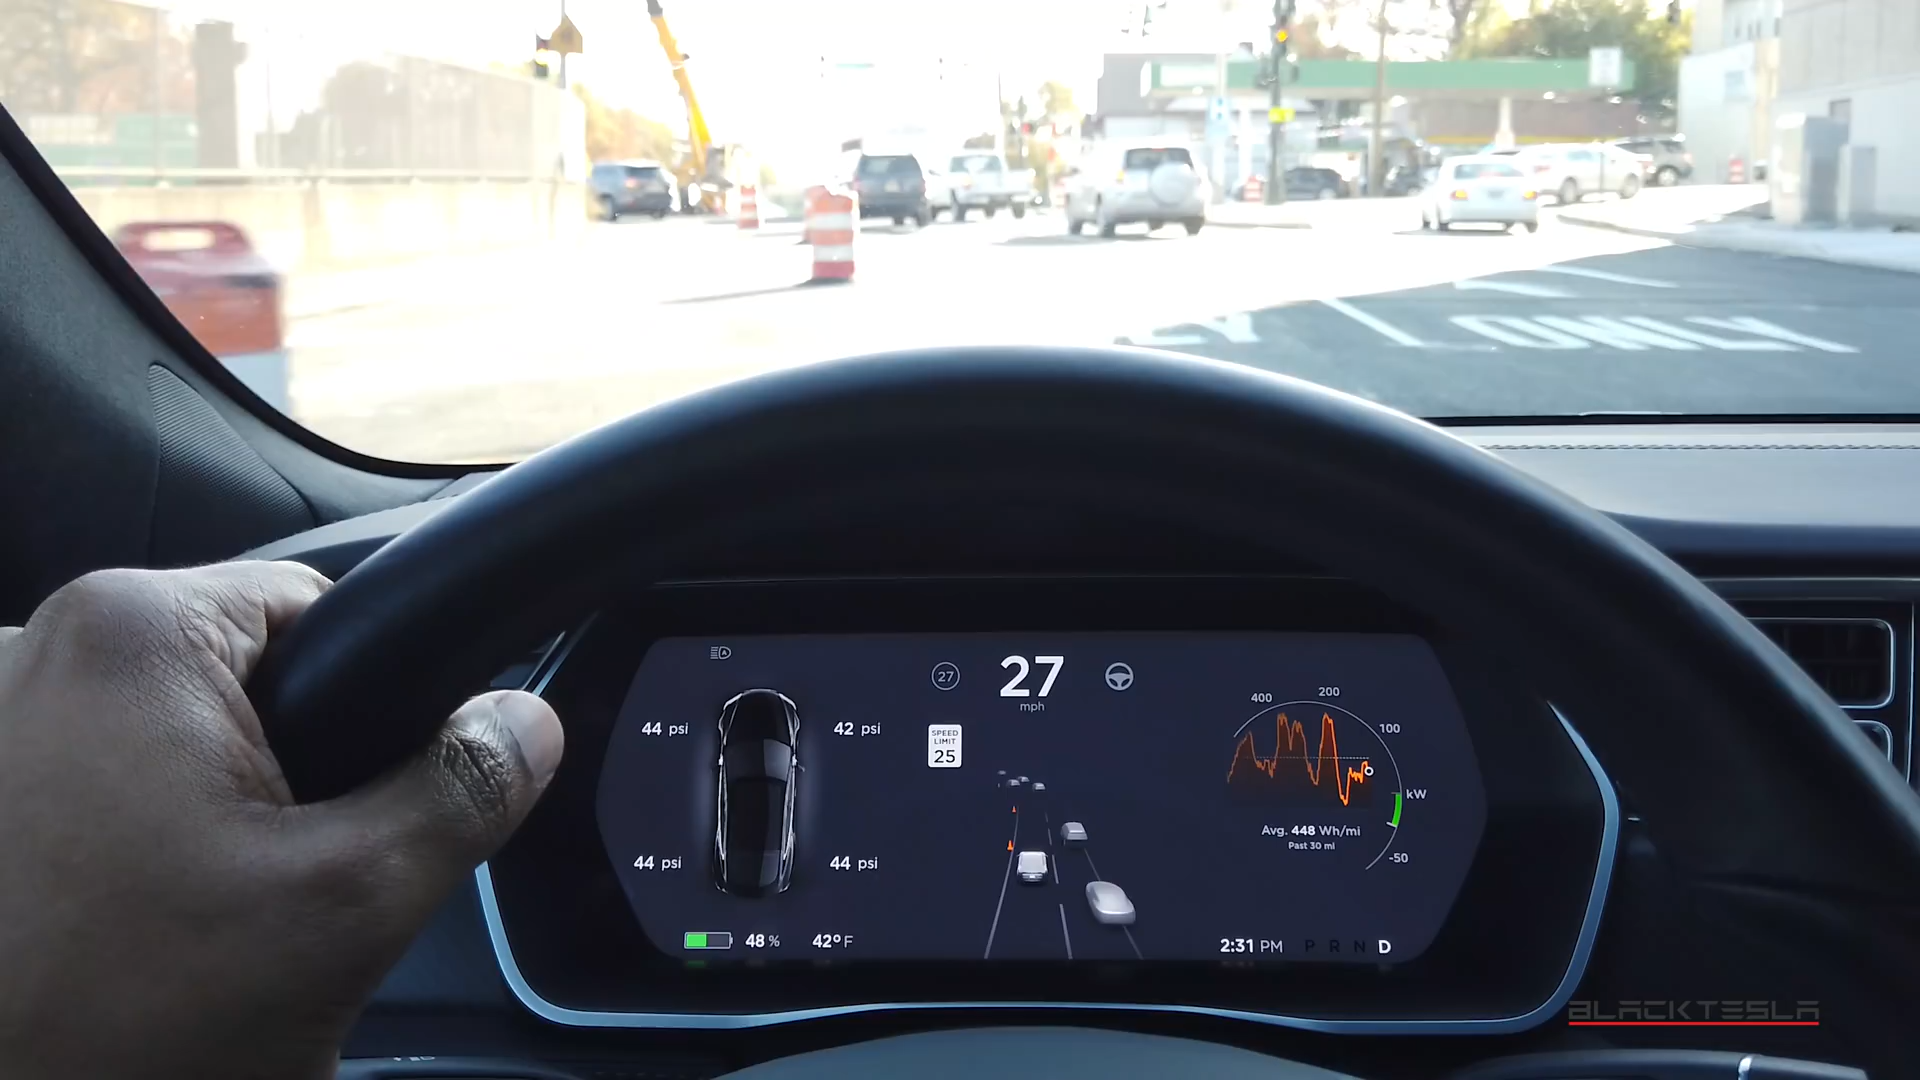 LY ONLY
27
27
mph
SPEED
LIMIT
25
44 psi
42 psi
44 psi
44 psi
48 %
42° F
400
200
100
kW
-50
Avg. 448 Wh/mi
Past 30 mi
2:31 PM
P R N D
BLACKTESLA